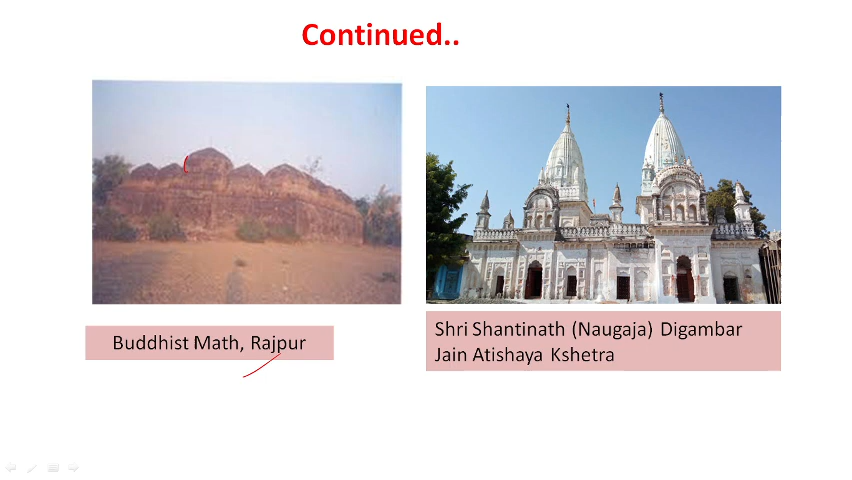 Continued..
Buddhist Math, Rajpur
Shri Shantinath (Naugaja) Digambar
Jain Atishaya Kshetra